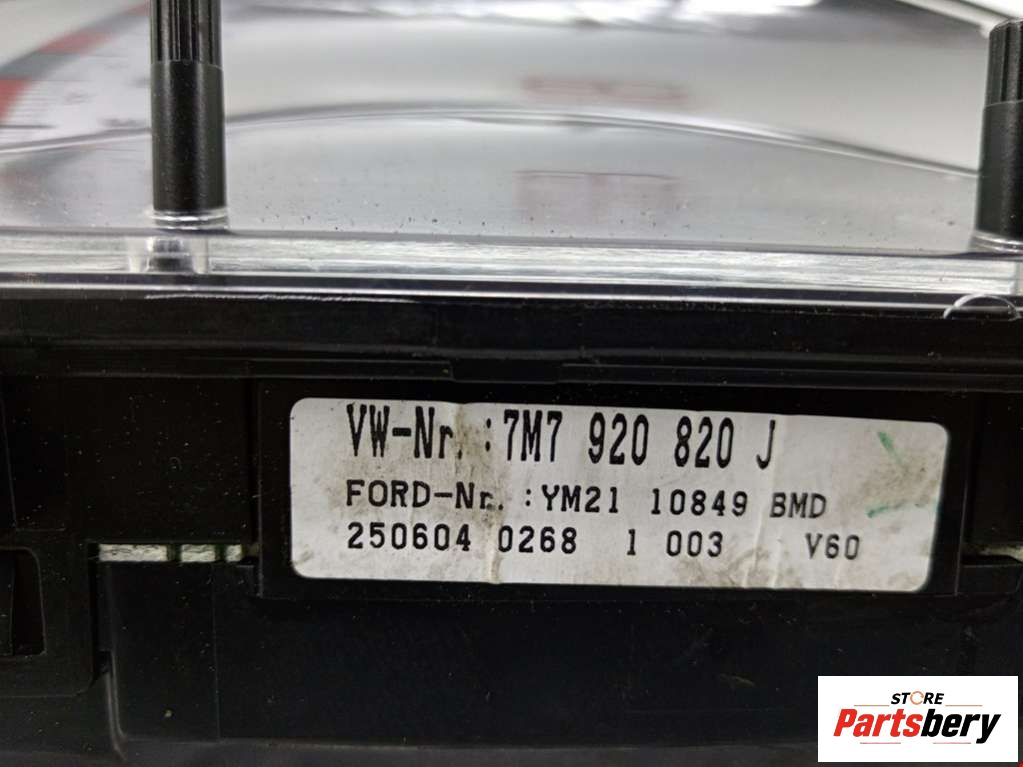 VW-Nr. :7M7 920 820 J
FORD-Nr. :YM21 10849 BMD
250604 0268 1 003 V60
STORE
Partsbery